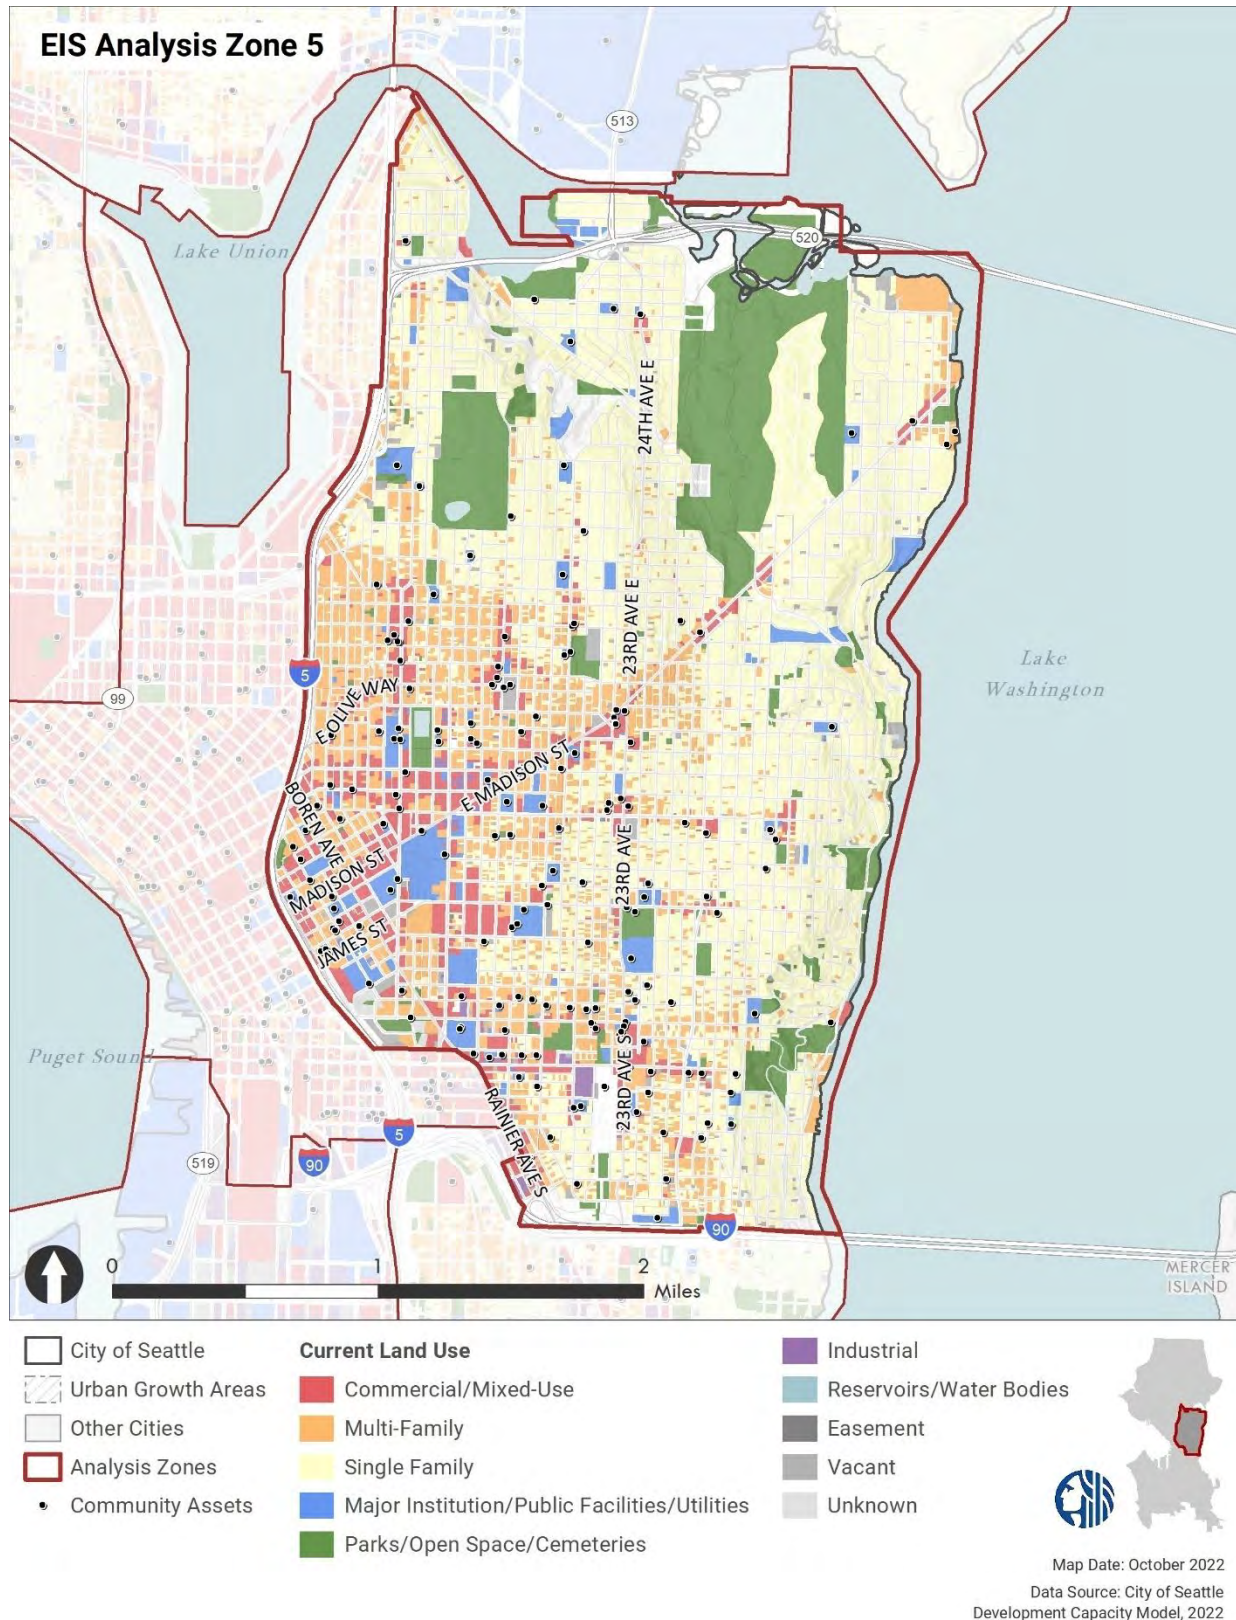 EIS Analysis Zone 5
513
520
Lake Union
24TH AVE E
23RD AVE E
Lake
Washington
5
99
E OLIVE WAY
E MADISON ST
BOREN AVE
MADISON ST
23RD AVE
JAMES ST
Puget Sound
23RD AVE S
RAINIER AVE S
5
519
90
90
MERCER
ISLAND
0 1 2
Miles
City of Seattle
Urban Growth Areas
Other Cities
Analysis Zones
Community Assets
Current Land Use
Commercial/Mixed-Use
Multi-Family
Single Family
Major Institution/Public Facilities/Utilities
Parks/Open Space/Cemeteries
Industrial
Reservoirs/Water Bodies
Easement
Vacant
Unknown
Map Date: October 2022
Data Source: City of Seattle
Development Capacity Model, 2022